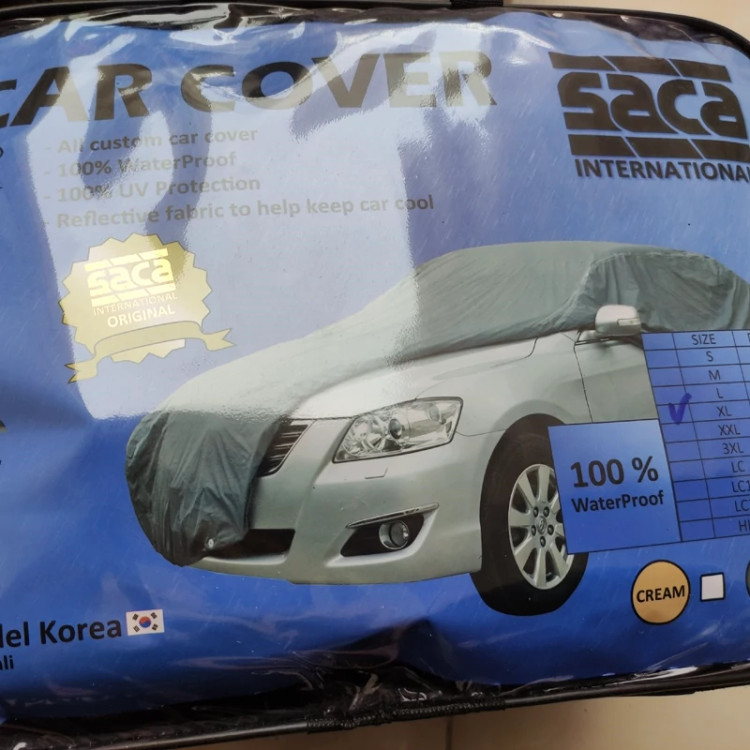 CAR COVER
- All custom car cover
- 100% WaterProof
- 100% UV Protection
Reflective fabric to help keep car cool
saca
INTERNATIONAL
saca
INTERNATIONAL
ORIGINAL
SIZE
S
M
L
XL
XXL
3XL
LC
100 %
WaterProof
CREAM
Korea